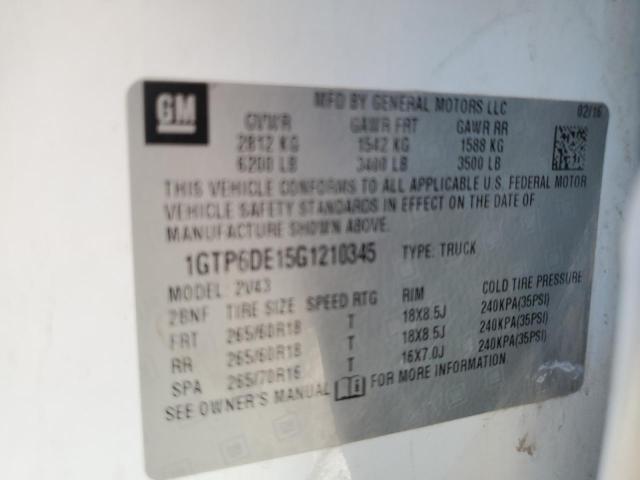 GM
MFD BY GENERAL MOTORS LLC 02/16
GVWR GAWR FRT GAWR RR
2812 KG 1542 KG 1588 KG
6200 LB 3400 LB 3500 LB
THIS VEHICLE CONFORMS TO ALL APPLICABLE U.S. FEDERAL MOTOR
VEHICLE SAFETY STANDARDS IN EFFECT ON THE DATE OF
MANUFACTURE SHOWN ABOVE.
1GTP6DE15G1210345 TYPE: TRUCK
MODEL: 2V43
2BNF TIRE SIZE SPEED RTG RIM COLD TIRE PRESSURE
FRT 265/60R18 T 18X8.5J 240KPA(35PSI)
RR 265/60R18 T 18X8.5J 240KPA(35PSI)
SPA 265/70R16 T 16X7.0J 240KPA(35PSI)
SEE OWNER'S MANUAL FOR MORE INFORMATION